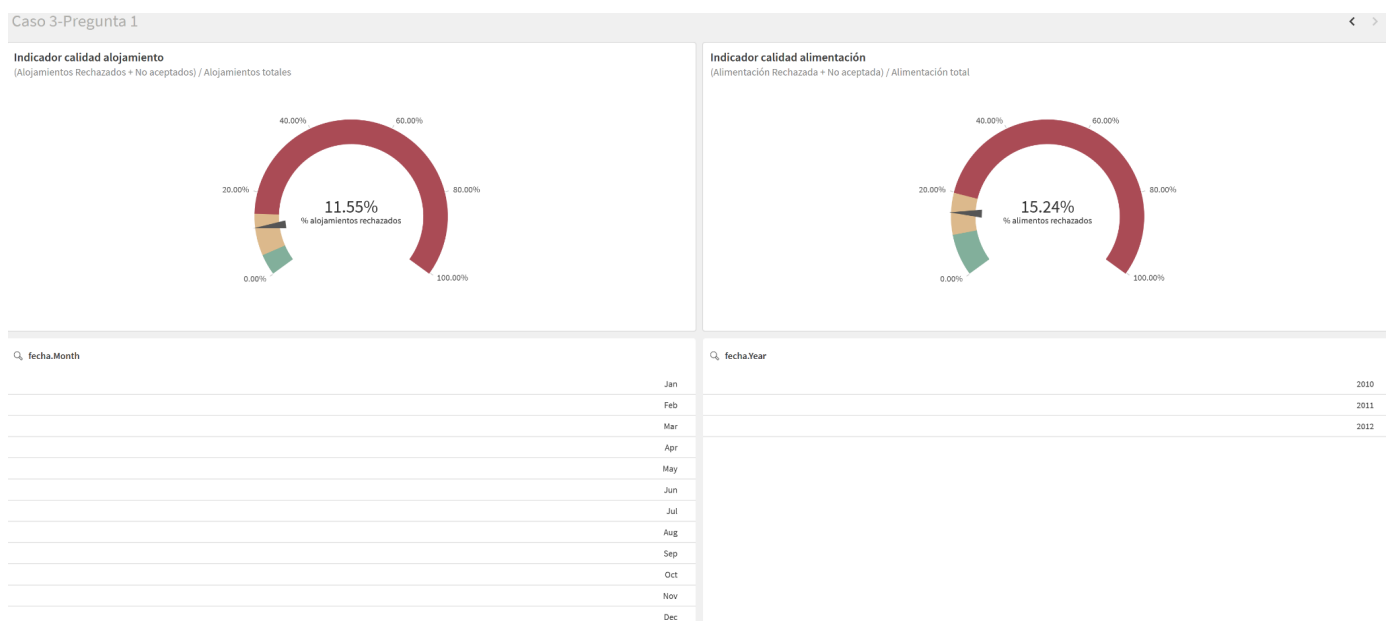 Caso 3-Pregunta 1
Indicador calidad alojamiento
(Alojamientos Rechazados + No aceptados) / Alojamientos totales
40.00%
60.00%
20.00%
80.00%
11.55%
% alojamientos rechazados
0.00%
100.00%
Indicador calidad alimentación
(Alimentación Rechazada + No aceptada) / Alimentación total
40.00%
60.00%
20.00%
80.00%
15.24%
% alimentos rechazados
0.00%
100.00%
fecha.Month
Jan
Feb
Mar
Apr
May
Jun
Jul
Aug
Sep
Oct
Nov
Dec
fecha.Year
2010
2011
2012